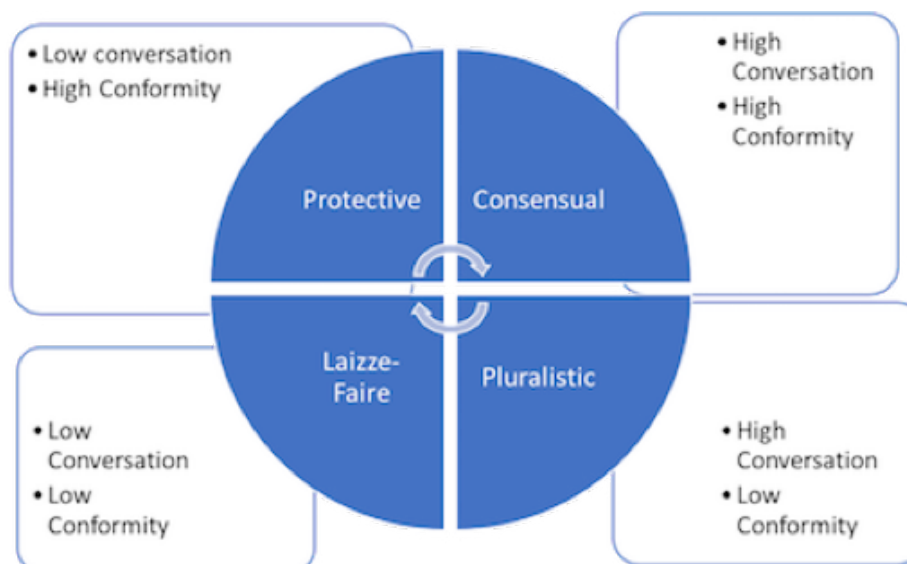 • Low conversation
• High Conformity
• High
Conversation
• High
Conformity
Protective
Consensual
Laizze-
Faire
Pluralistic
• Low
Conversation
• Low
Conformity
• High
Conversation
• Low
Conformity